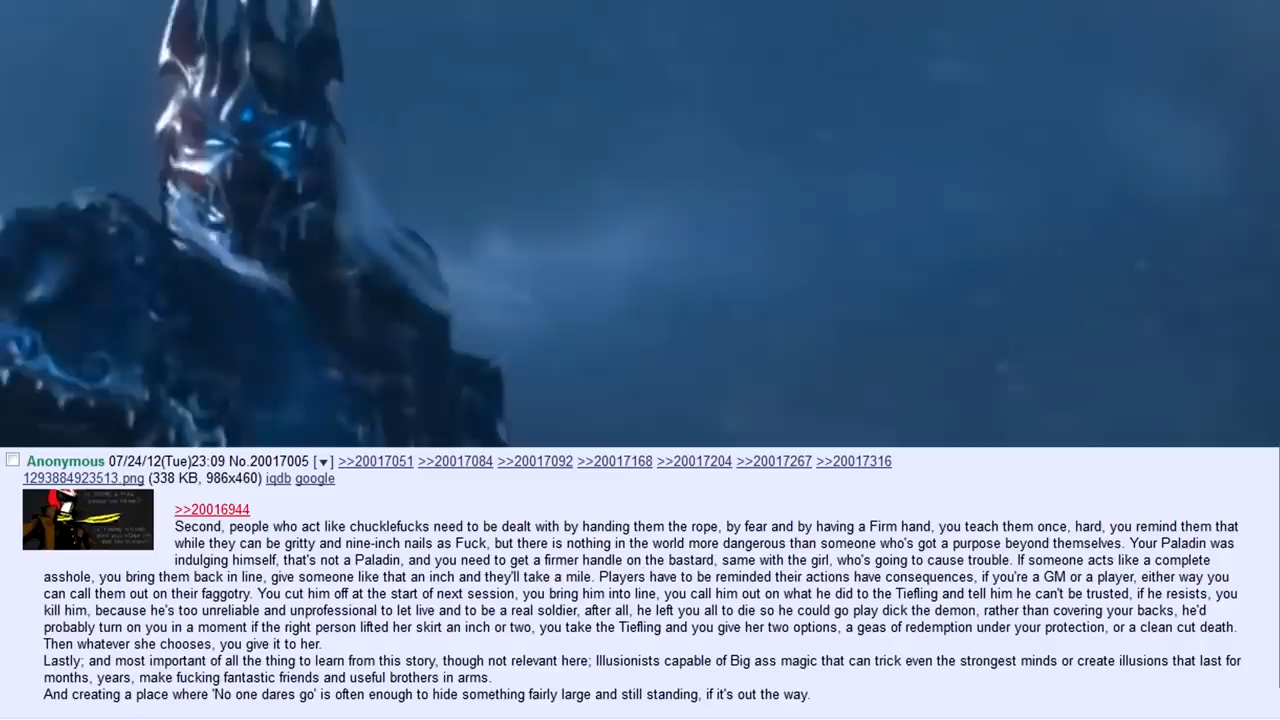 Anonymous 07/24/12(Tue)23:09 No.20017005 [▼] >>20017051 >>20017084 >>20017092 >>20017168 >>20017204 >>20017267 >>20017316
1293884923513.png (338 KB, 986x460) iqdb google
>>20016944
Second, people who act like chucklefucks need to be dealt with by handing them the rope, by fear and by having a Firm hand, you teach them once, hard, you remind them that
while they can be gritty and nine-inch nails as Fuck, but there is nothing in the world more dangerous than someone who's got a purpose beyond themselves. Your Paladin was
indulging himself, that's not a Paladin, and you need to get a firmer handle on the bastard, same with the girl, who's going to cause trouble. If someone acts like a complete
asshole, you bring them back in line, give someone like that an inch and they'll take a mile. Players have to be reminded their actions have consequences, if you're a GM or a player, either way you
can call them out on their faggotry. You cut him off at the start of next session, you bring him into line, you call him out on what he did to the Tiefling and tell him he can't be trusted, if he resists, you
kill him, because he's too unreliable and unprofessional to let live and to be a real soldier, after all, he left you all to die so he could go play dick the demon, rather than covering your backs, he'd
probably turn on you in a moment if the right person lifted her skirt an inch or two, you take the Tiefling and you give her two options, a geas of redemption under your protection, or a clean cut death.
Then whatever she chooses, you give it to her.
Lastly; and most important of all the thing to learn from this story, though not relevant here; Illusionists capable of Big ass magic that can trick even the strongest minds or create illusions that last for
months, years, make fucking fantastic friends and useful brothers in arms.
And creating a place where 'No one dares go' is often enough to hide something fairly large and still standing, if it's out the way.